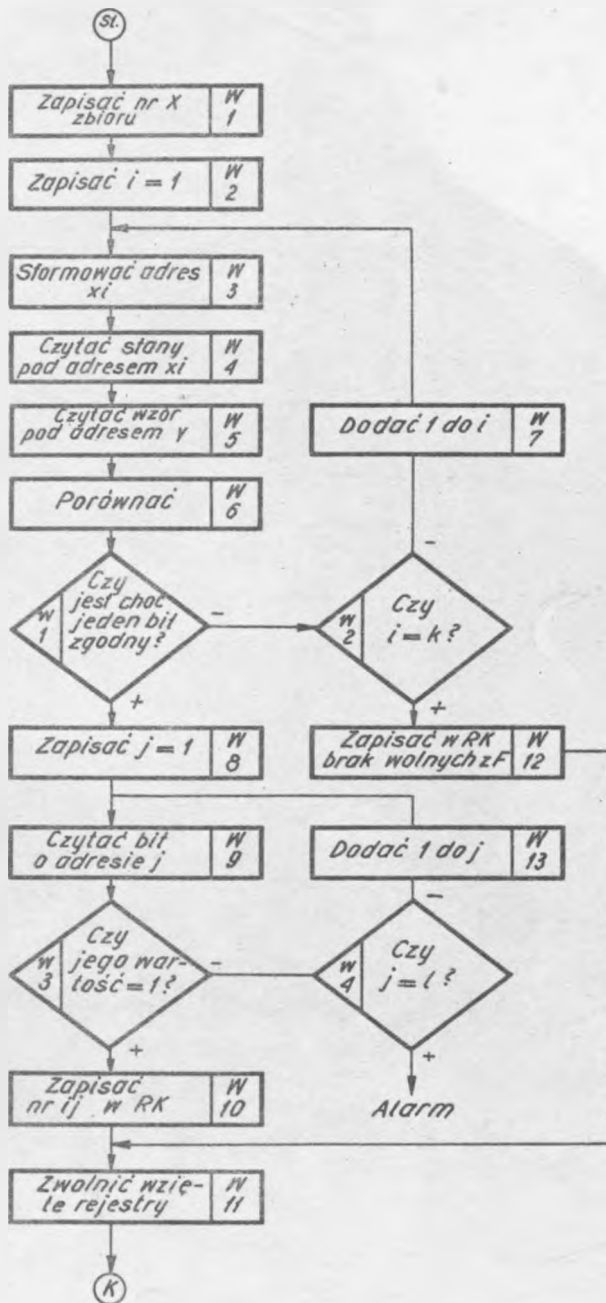 St.
Zapisać nr X
zbioru
W
1
Zapisać i = 1
W
2
Sformować adres
xi
W
3
Czytać stany
pod adresem xi
W
4
Czytać wzór
pod adresem Y
W
5
Dodać 1 do i
W
7
Porównać
W
6
Czy
jest choć
jeden bit
zgodny?
W
1
-
+
Czy
i = k?
W
2
-
+
Zapisać j = 1
W
8
Zapisać w RK
brak wolnych zF
W
12
Czytać bit
o adresie j
W
9
Dodać 1 do j
W
13
Czy
jego war-
tość = 1?
W
3
-
+
Czy
j = l?
W
4
-
+
Zapisać
nr ij w RK
W
10
Alarm
Zwolnić wzię-
te rejestry
W
11
K